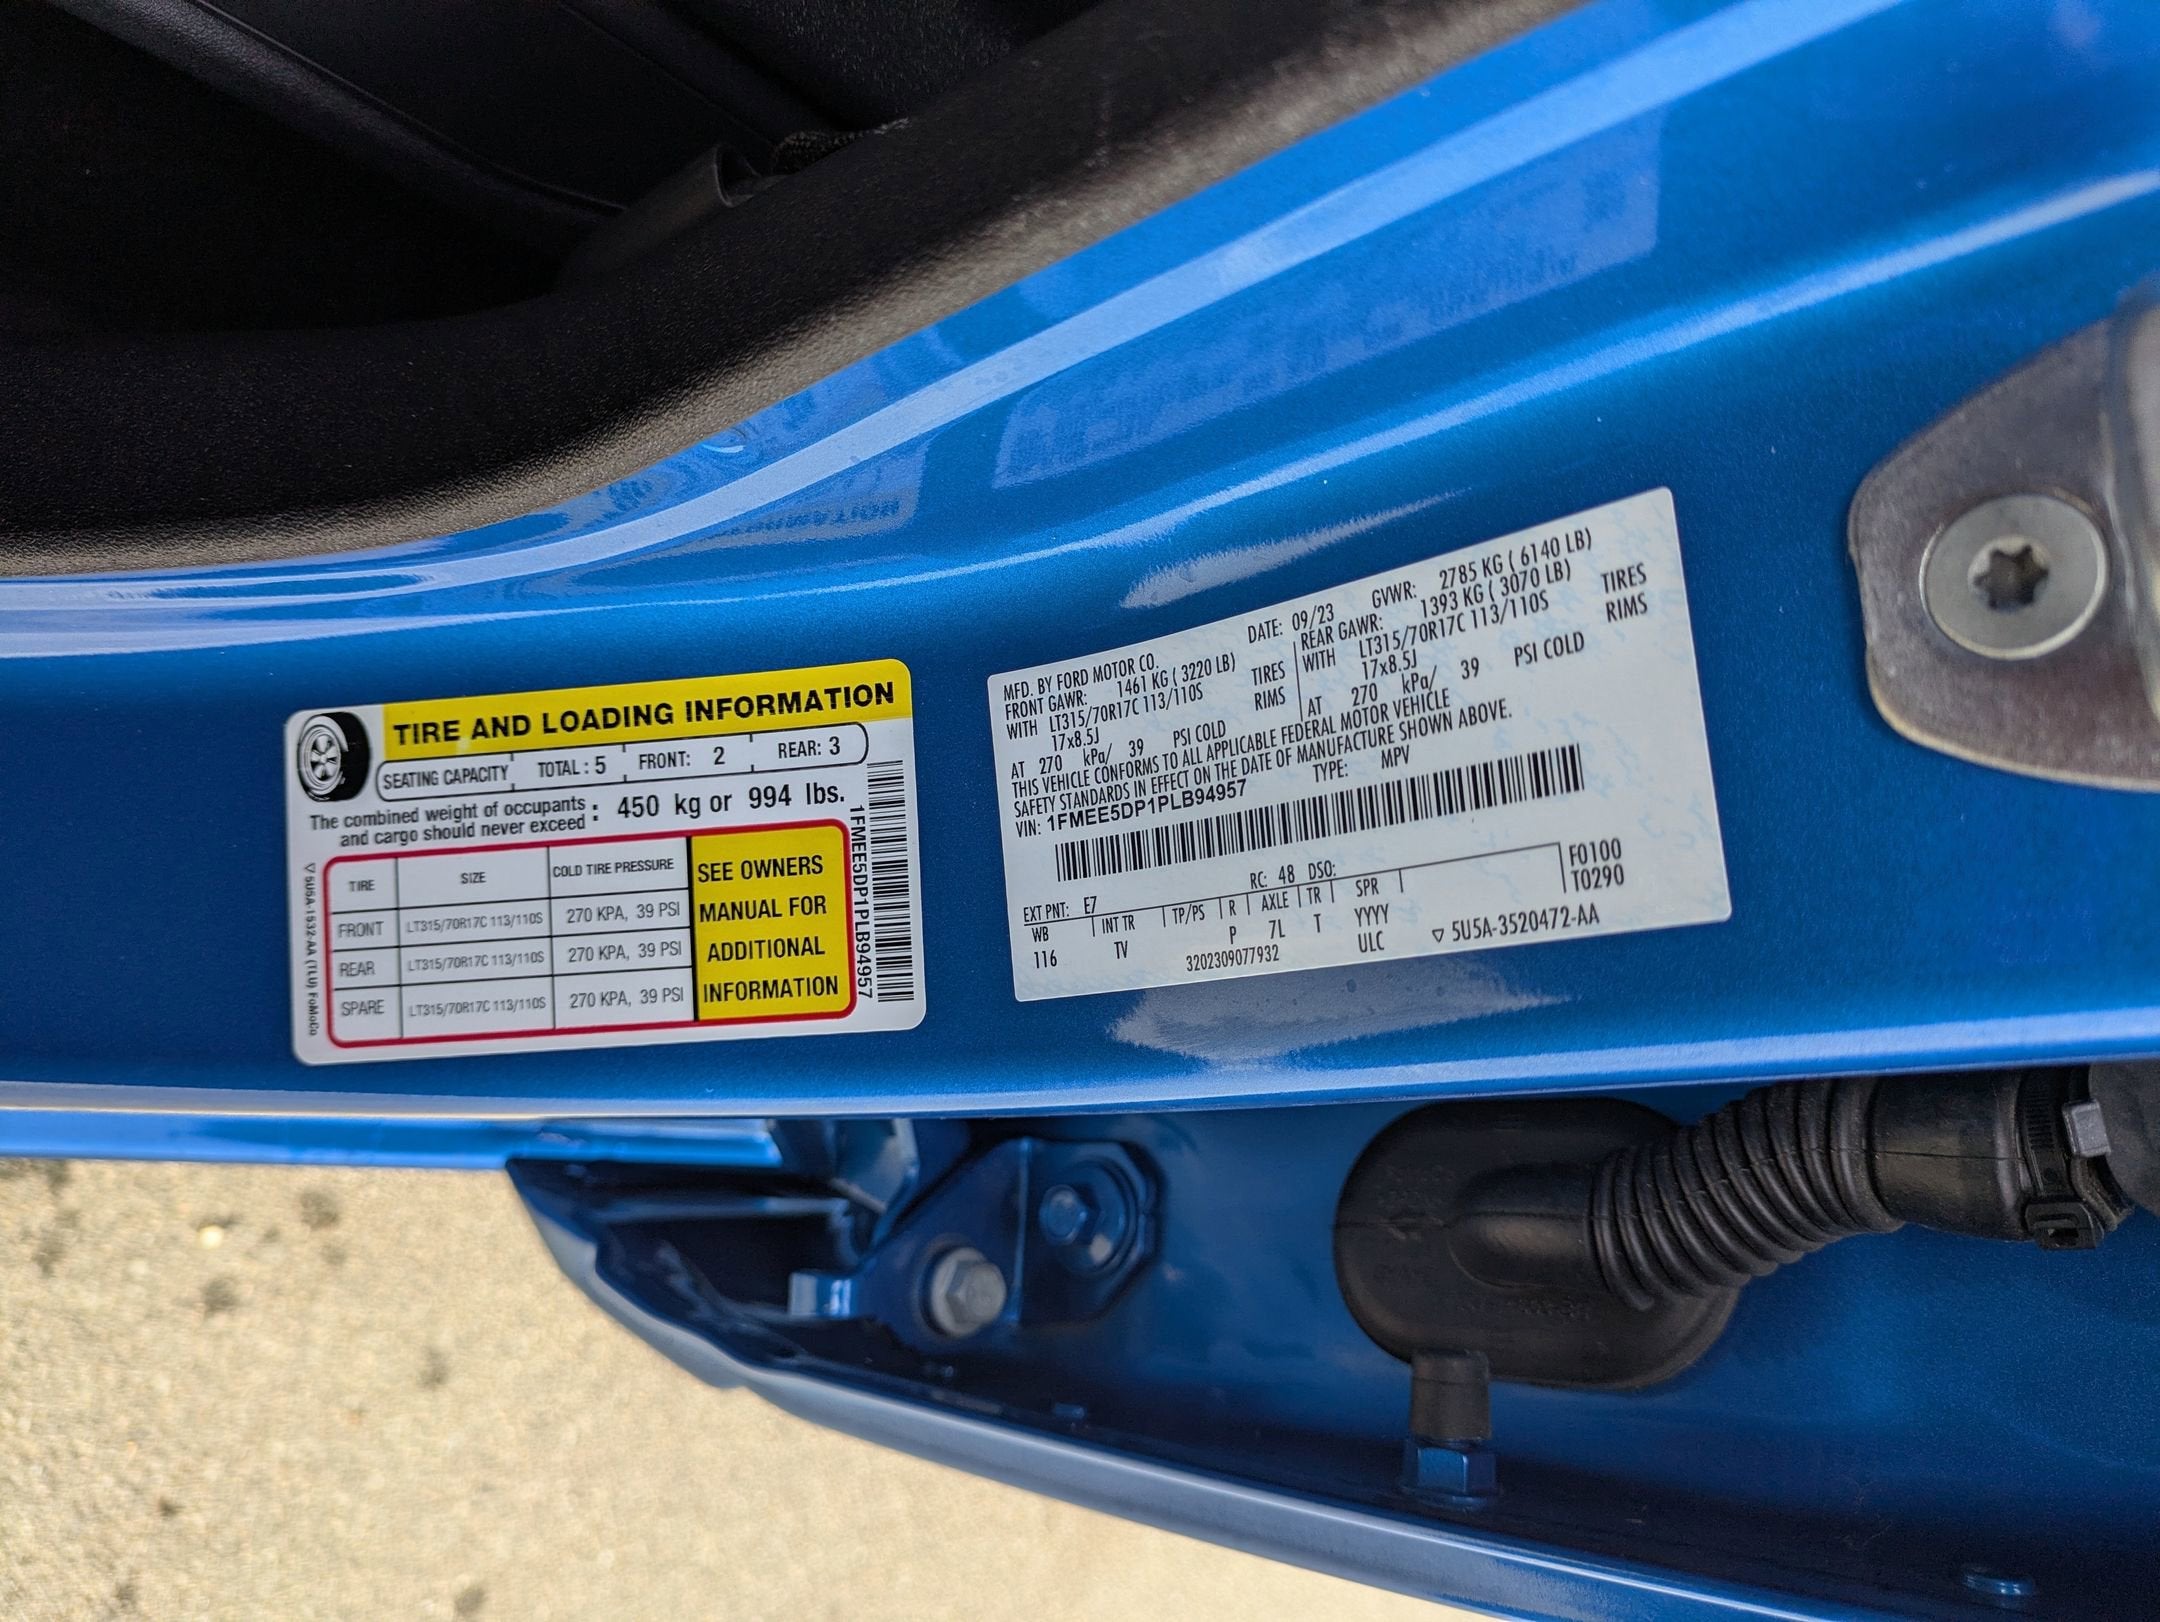 TIRE AND LOADING INFORMATION
SEATING CAPACITY TOTAL : 5 FRONT: 2 REAR: 3
The combined weight of occupants and cargo should never exceed : 450 kg or 994 lbs.
TIRE SIZE COLD TIRE PRESSURE
FRONT LT315/70R17C 113/110S 270 KPA, 39 PSI
REAR LT315/70R17C 113/110S 270 KPA, 39 PSI
SPARE LT315/70R17C 113/110S 270 KPA, 39 PSI
SEE OWNERS
MANUAL FOR
ADDITIONAL
INFORMATION
1FMEE5DP1PLB94957
5U5A-1532-AA (TLU) FoMoCo
MFD. BY FORD MOTOR CO. DATE: 09/23 GVWR: 2785 KG ( 6140 LB)
FRONT GAWR: 1461 KG ( 3220 LB) REAR GAWR: 1393 KG ( 3070 LB)
WITH LT315/70R17C 113/110S TIRES WITH LT315/70R17C 113/110S TIRES
17x8.5J RIMS 17x8.5J RIMS
AT 270 kPa/ 39 PSI COLD AT 270 kPa/ 39 PSI COLD
THIS VEHICLE CONFORMS TO ALL APPLICABLE FEDERAL MOTOR VEHICLE
SAFETY STANDARDS IN EFFECT ON THE DATE OF MANUFACTURE SHOWN ABOVE.
VIN: 1FMEE5DP1PLB94957 TYPE: MPV
F0100
T0290
EXT PNT: E7 RC: 48 DSO:
WB INT TR TP/PS R AXLE TR SPR
116 TV P 7L T YYYY
3202309077932 ULC 5U5A-3520472-AA